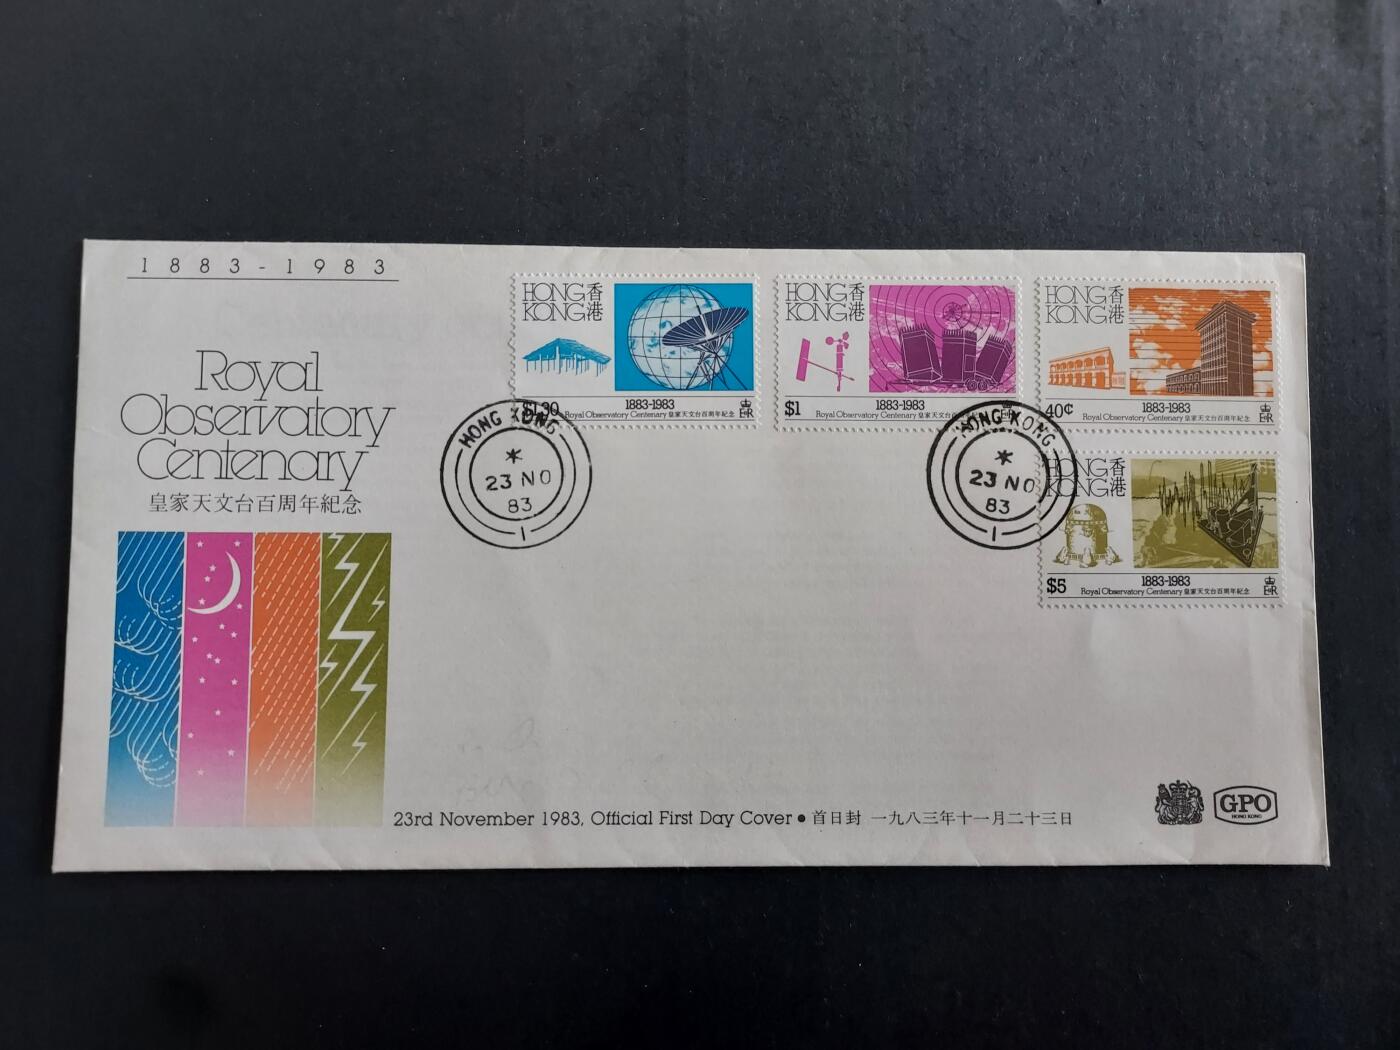 1883-1983
Royal
Observatory
Centenary
皇家天文台百周年紀念
HONG 香
KONG 港
$1.30
1883-1983
Royal Observatory Centenary 皇家天文台百周年紀念
ER
HONG 香
KONG 港
$1
1883-1983
Royal Observatory Centenary 皇家天文台百周年紀念
ER
HONG 香
KONG 港
40¢
1883-1983
Royal Observatory Centenary 皇家天文台百周年紀念
ER
HONG 香
KONG 港
$5
1883-1983
Royal Observatory Centenary 皇家天文台百周年紀念
ER
HONG KONG
*
23 NO
83
1
HONG KONG
*
23 NO
83
1
23rd November 1983, Official First Day Cover ● 首日封 一九八三年十一月二十三日
GPO
HONG KONG